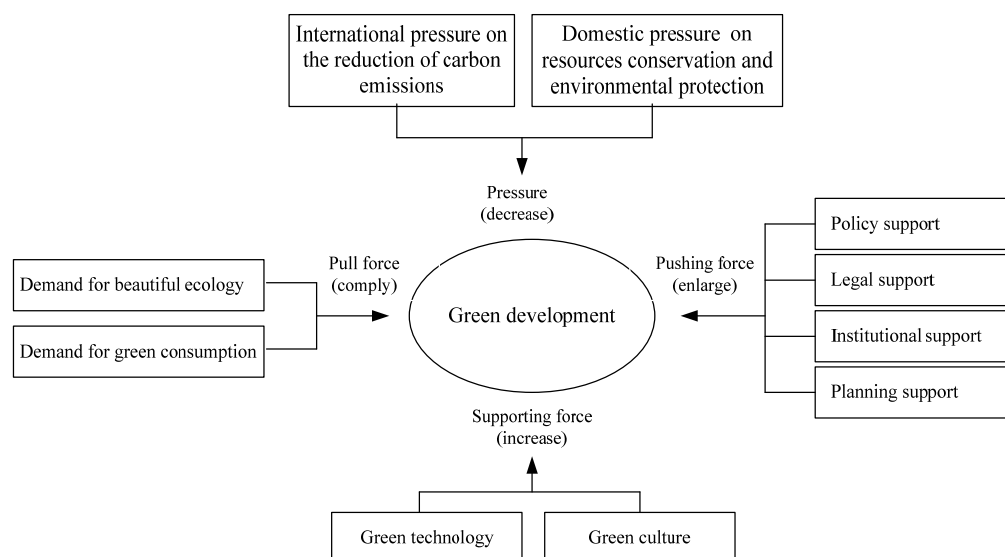 International pressure on
the reduction of carbon
emissions
Domestic pressure on
resources conservation and
environmental protection
Pressure
(decrease)
Policy support
Pull force
(comply)
Pushing force
(enlarge)
Demand for beautiful ecology
Legal support
Green development
Institutional support
Demand for green consumption
Planning support
Supporting force
(increase)
Green technology
Green culture